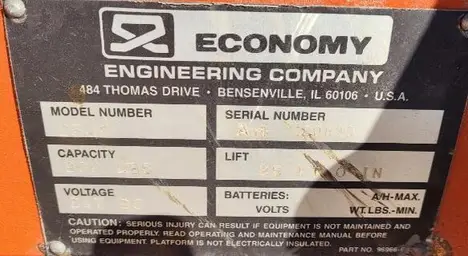 ECONOMY
ENGINEERING COMPANY
484 THOMAS DRIVE • BENSENVILLE, IL 60106 • U.S.A.
MODEL NUMBER SERIAL NUMBER
CAPACITY LIFT
VOLTAGE BATTERIES: A/H-MAX.
VOLTS WT.LBS.-MIN.
CAUTION: SERIOUS INJURY CAN RESULT IF EQUIPMENT IS NOT MAINTAINED AND
OPERATED PROPERLY. READ OPERATING AND MAINTENANCE MANUAL BEFORE
USING EQUIPMENT. PLATFORM IS NOT ELECTRICALLY INSULATED.
PART NO.